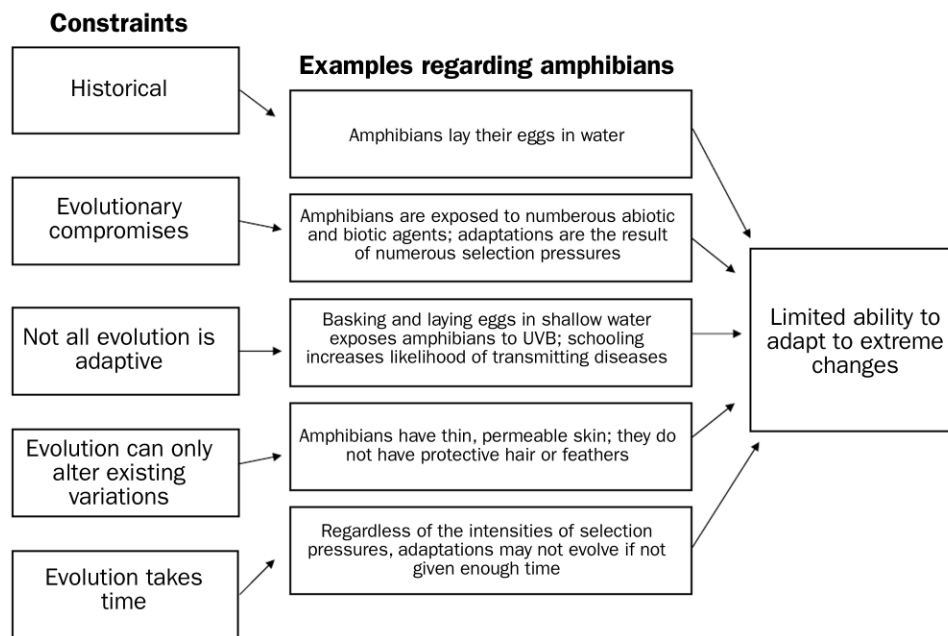 Constraints
Historical
Examples regarding amphibians
Amphibians lay their eggs in water
Evolutionary
compromises
Amphibians are exposed to numberous abiotic
and biotic agents; adaptations are the result
of numerous selection pressures
Not all evolution is
adaptive
Basking and laying eggs in shallow water
exposes amphibians to UVB; schooling
increases likelihood of transmitting diseases
Evolution can only
alter existing
variations
Amphibians have thin, permeable skin; they do
not have protective hair or feathers
Evolution takes
time
Regardless of the intensities of selection
pressures, adaptations may not evolve if not
given enough time
Limited ability to
adapt to extreme
changes